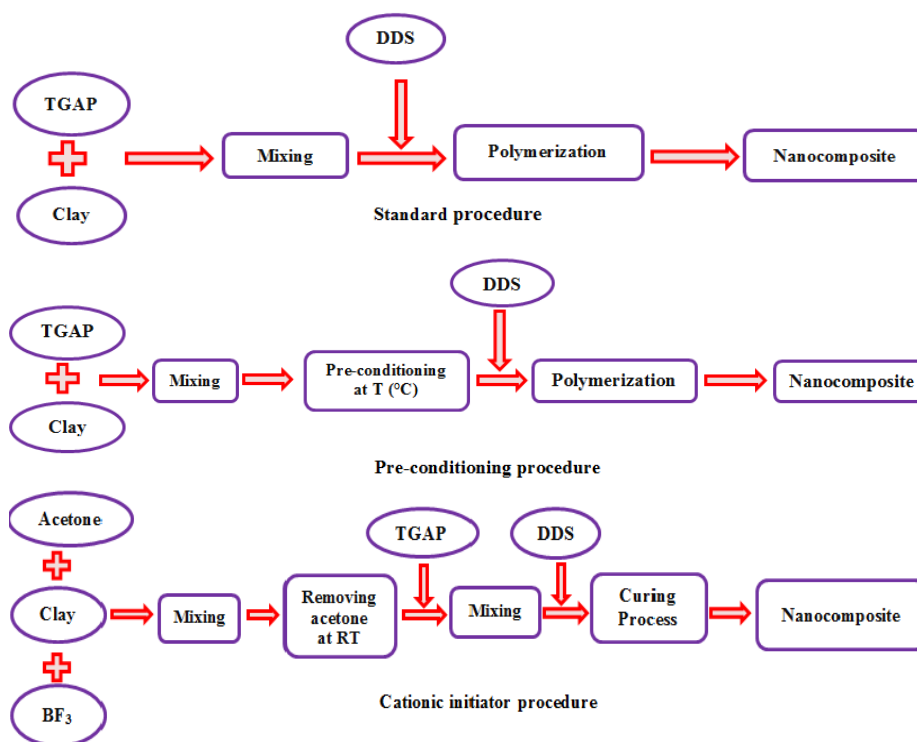 DDS
TGAP
Mixing
Polymerization
Nanocomposite
Clay
Standard procedure
DDS
TGAP
Mixing
Pre-conditioning
at T (°C)
Polymerization
Nanocomposite
Clay
Pre-conditioning procedure
Acetone
TGAP
DDS
Clay
Mixing
Removing
acetone
at RT
Mixing
Curing
Process
Nanocomposite
BF₃
Cationic initiator procedure